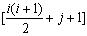 [i(i+1)/2 + j+1]